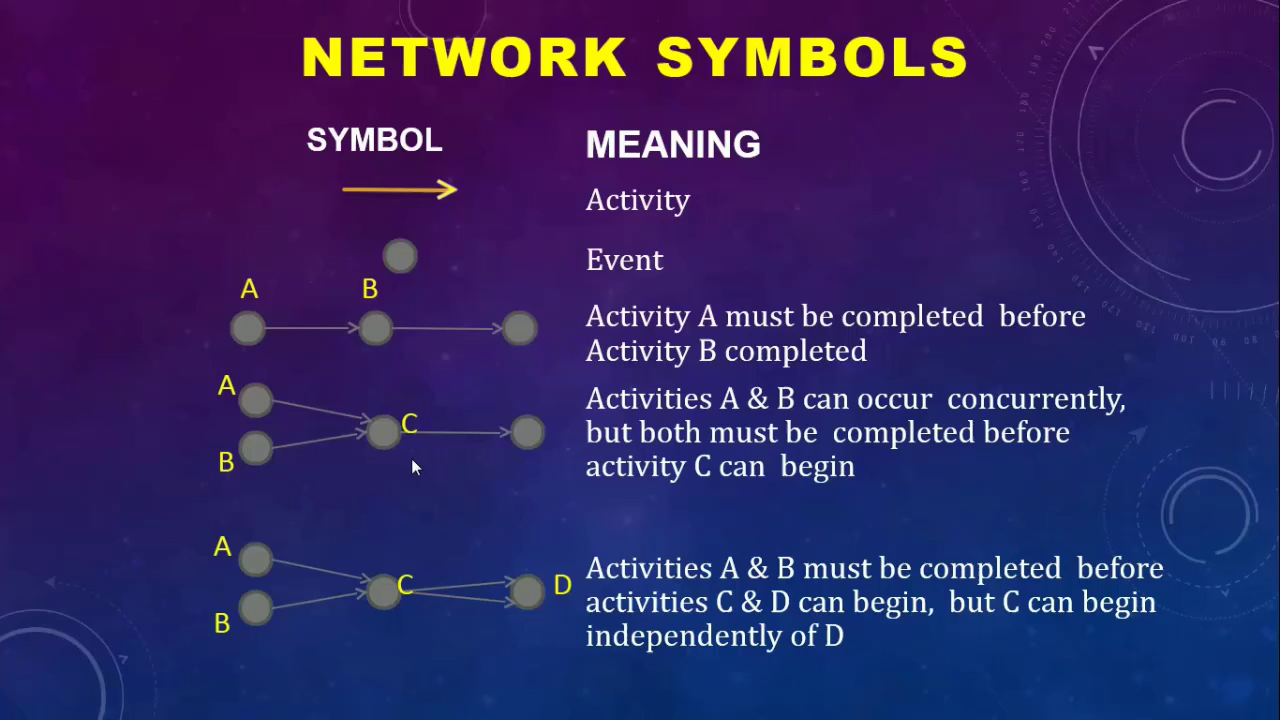 NETWORK SYMBOLS
SYMBOL
MEANING
Activity
Event
A
B
Activity A must be completed before
Activity B completed
A
B
C
Activities A & B can occur concurrently,
but both must be completed before
activity C can begin
A
B
C
D
Activities A & B must be completed before
activities C & D can begin, but C can begin
independently of D